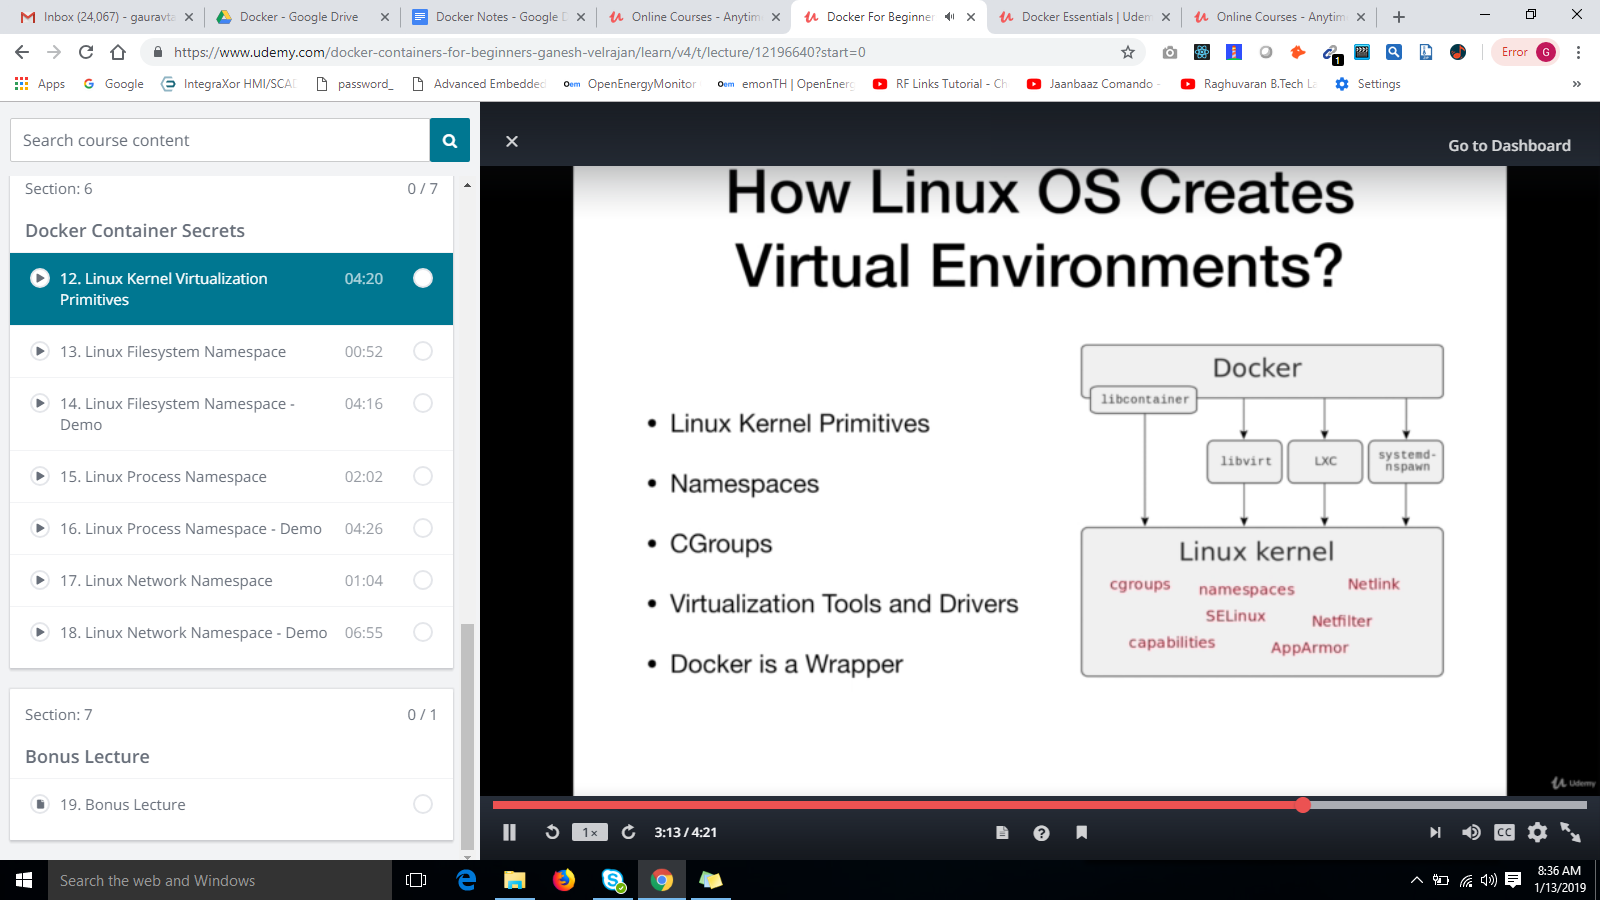 Inbox (24,067) - gauravta
Docker - Google Drive
Docker Notes - Google D
Online Courses - Anytim
Docker For Beginner
Docker Essentials | Udem
Online Courses - Anytim
https://www.udemy.com/docker-containers-for-beginners-ganesh-velrajan/learn/v4/t/lecture/12196640?start=0
1
Error
G
Apps
Google
IntegraXor HMI/SCAD
password_
Advanced Embedded
Oem
OpenEnergyMonitor
Oem
emonTH | OpenEnerg
RF Links Tutorial - Ch
Jaanbaaz Comando -
Raghuvaran B.Tech La
Settings
»
Search course content
Section: 6
0 / 7
Docker Container Secrets
12. Linux Kernel Virtualization
Primitives
04:20
13. Linux Filesystem Namespace
00:52
14. Linux Filesystem Namespace -
Demo
04:16
15. Linux Process Namespace
02:02
16. Linux Process Namespace - Demo
04:26
17. Linux Network Namespace
01:04
18. Linux Network Namespace - Demo
06:55
Section: 7
0 / 1
Bonus Lecture
19. Bonus Lecture
Go to Dashboard
How Linux OS Creates
Virtual Environments?
• Linux Kernel Primitives
• Namespaces
• CGroups
• Virtualization Tools and Drivers
• Docker is a Wrapper
Docker
libcontainer
libvirt
LXC
systemd-
nspawn
Linux kernel
cgroups
namespaces
Netlink
SELinux
Netfilter
capabilities
AppArmor
Udemy
1×
3:13 / 4:21
CC
Search the web and Windows
8:36 AM
1/13/2019